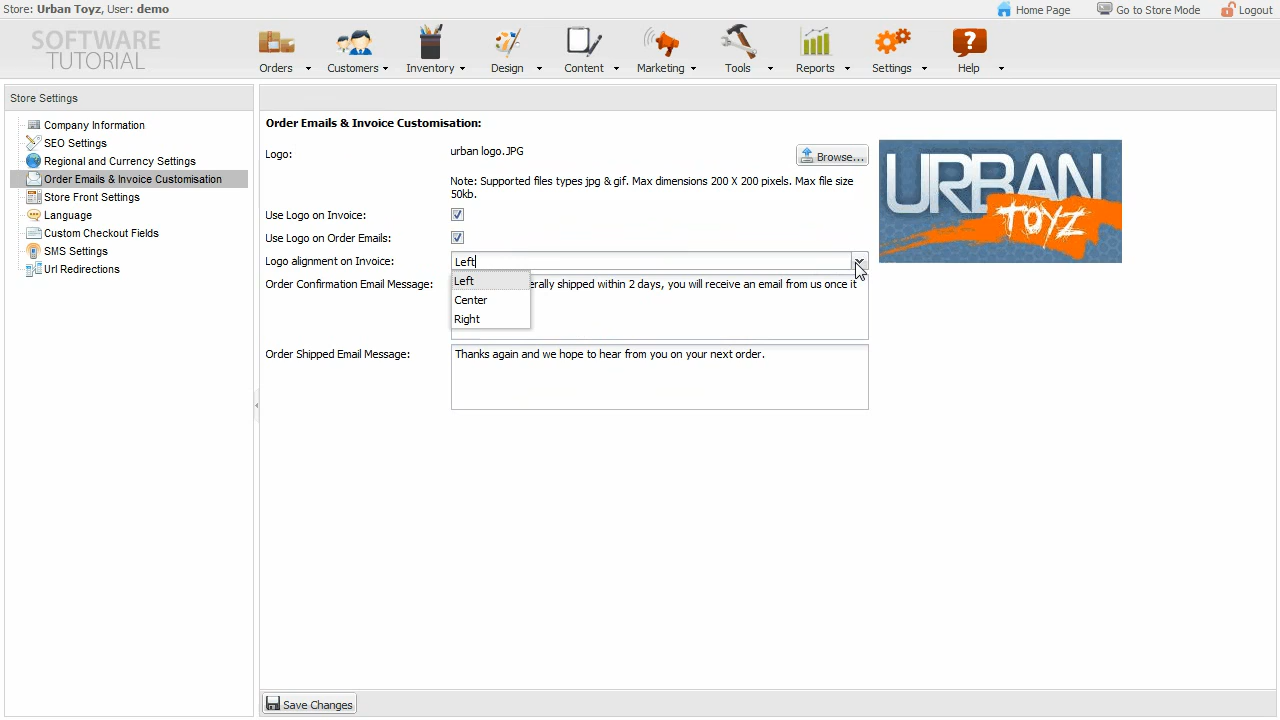 Store: Urban Toyz, User: demo
Home Page
Go to Store Mode
Logout
SOFTWARE
TUTORIAL
Orders
Customers
Inventory
Design
Content
Marketing
Tools
Reports
Settings
Help
Store Settings
Company Information
SEO Settings
Regional and Currency Settings
Order Emails & Invoice Customisation
Store Front Settings
Language
Custom Checkout Fields
SMS Settings
Url Redirections
Order Emails & Invoice Customisation:
Logo:
urban logo.JPG
Browse...
Note: Supported files types jpg & gif. Max dimensions 200 X 200 pixels. Max file size
50kb.
Use Logo on Invoice:
Use Logo on Order Emails:
Logo alignment on Invoice:
Left
Left
Center
Right
Order Confirmation Email Message:
shipped within 2 days, you will receive an email from us once it
Order Shipped Email Message:
Thanks again and we hope to hear from you on your next order.
URBAN
TOYZ
Save Changes